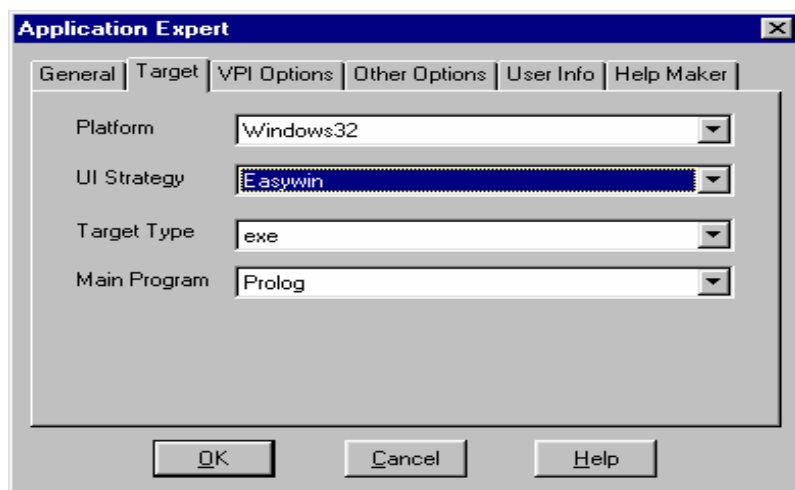 Application Expert
General Target VPI Options Other Options User Info Help Maker
Platform Windows32
UI Strategy Easywin
Target Type exe
Main Program Prolog
OK Cancel Help